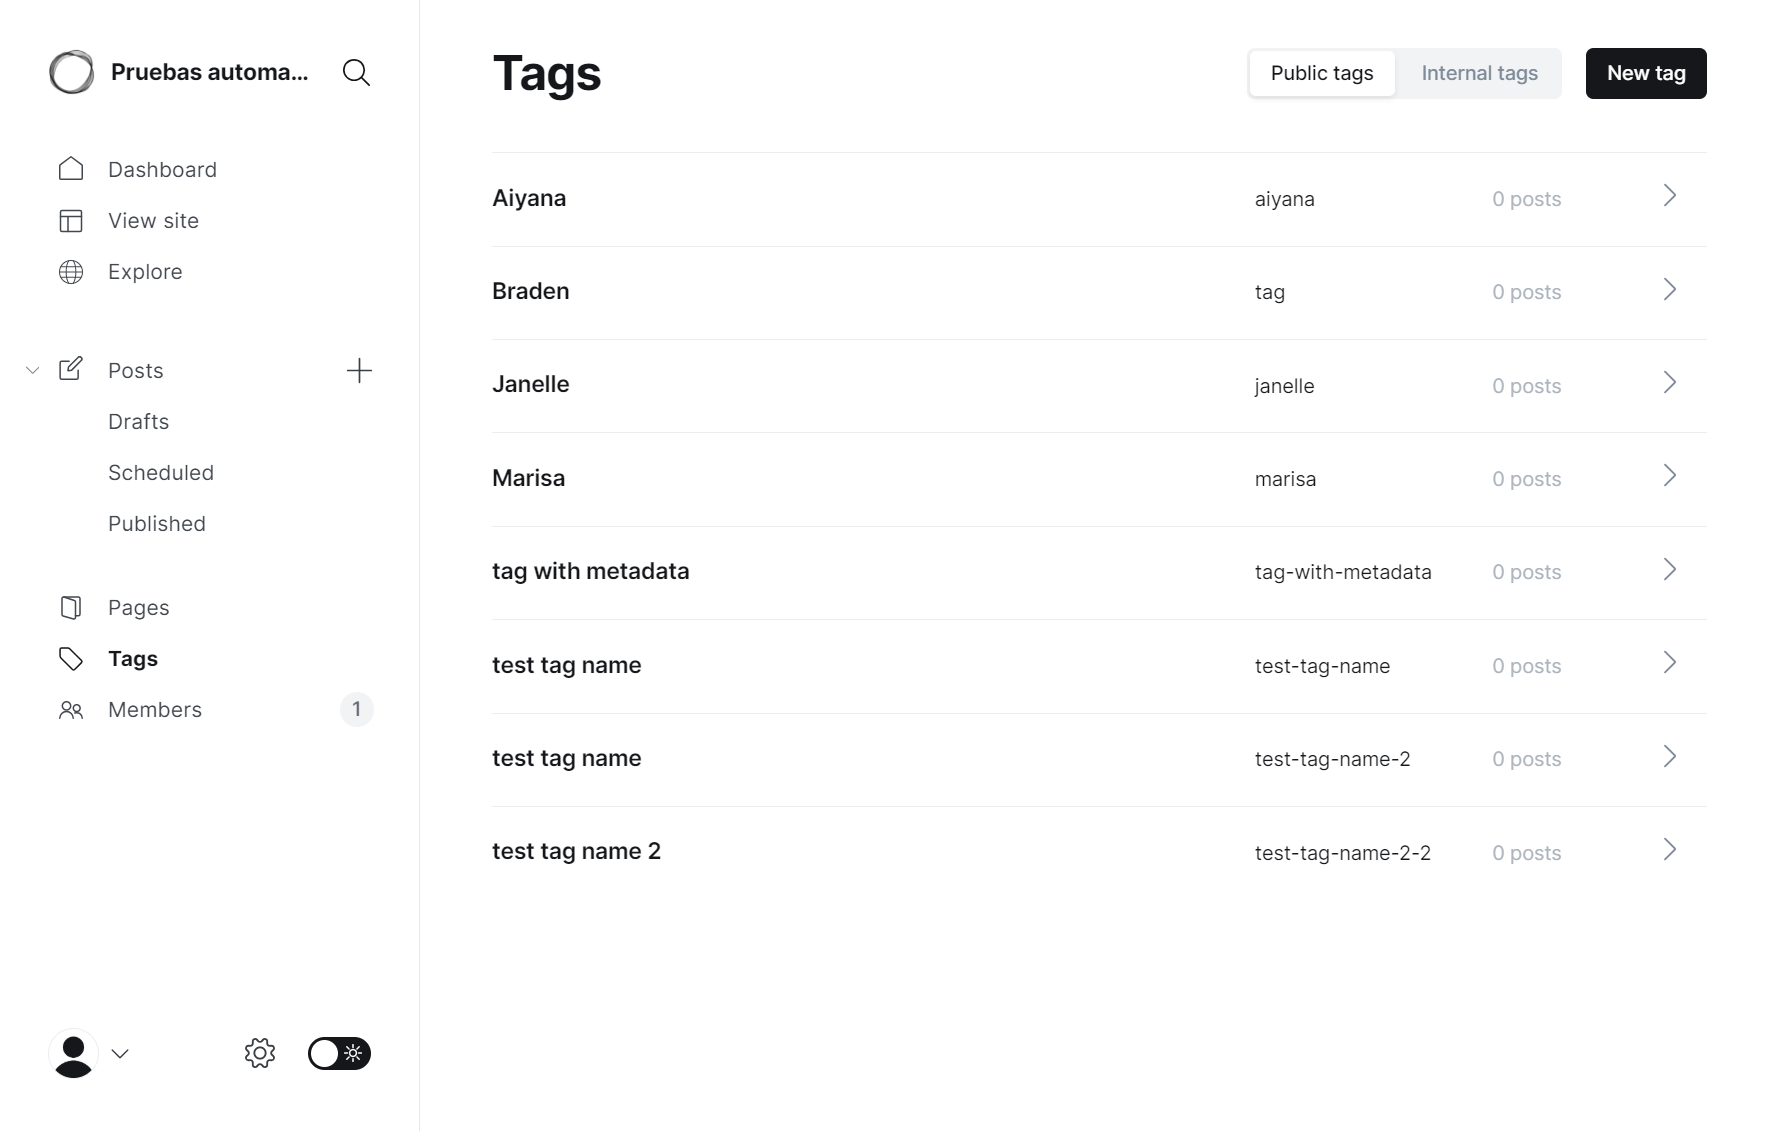 Pruebas automa...
Dashboard
View site
Explore
Posts
Drafts
Scheduled
Published
Pages
Tags
Members 1
Tags
Public tags Internal tags New tag
Aiyana aiyana 0 posts
Braden tag 0 posts
Janelle janelle 0 posts
Marisa marisa 0 posts
tag with metadata tag-with-metadata 0 posts
test tag name test-tag-name 0 posts
test tag name test-tag-name-2 0 posts
test tag name 2 test-tag-name-2-2 0 posts